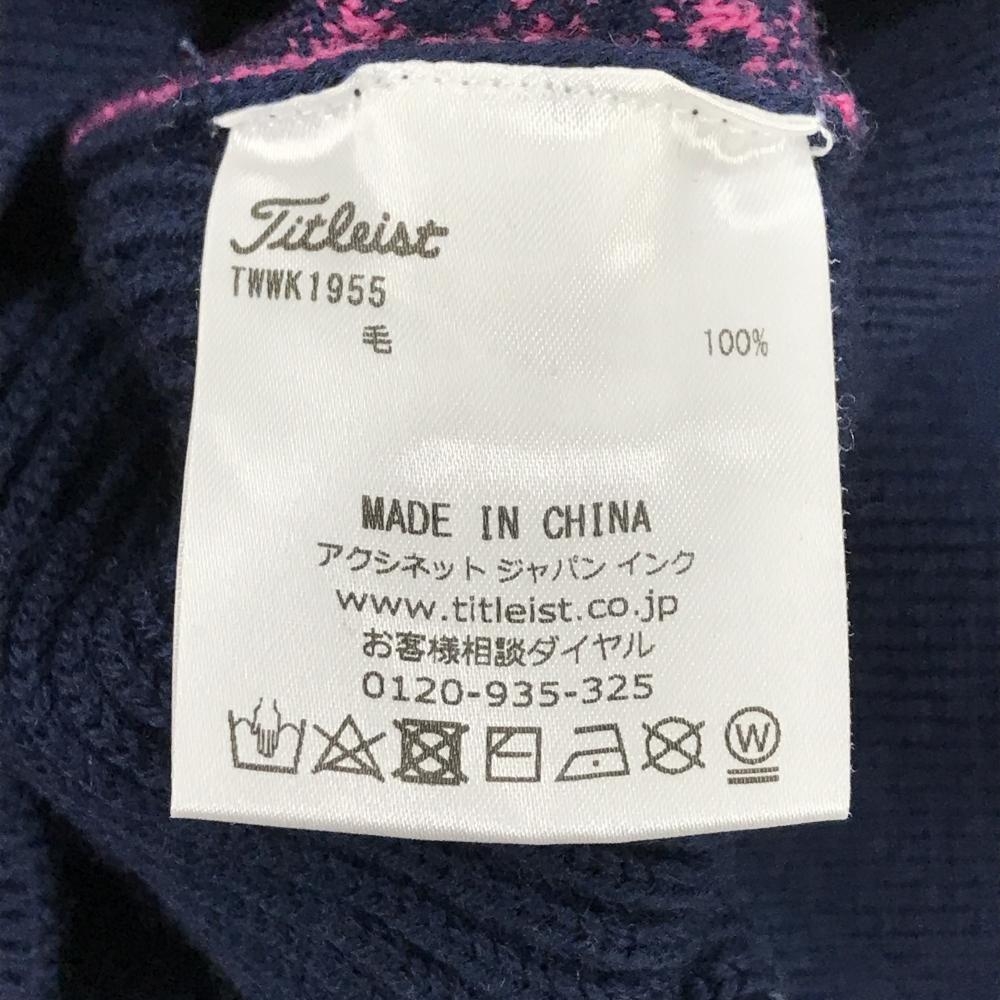 Titleist
TWWK1955
毛 100%
MADE IN CHINA
アクシネット ジャパン インク
www.titleist.co.jp
お客様相談ダイヤル
0120-935-325
W